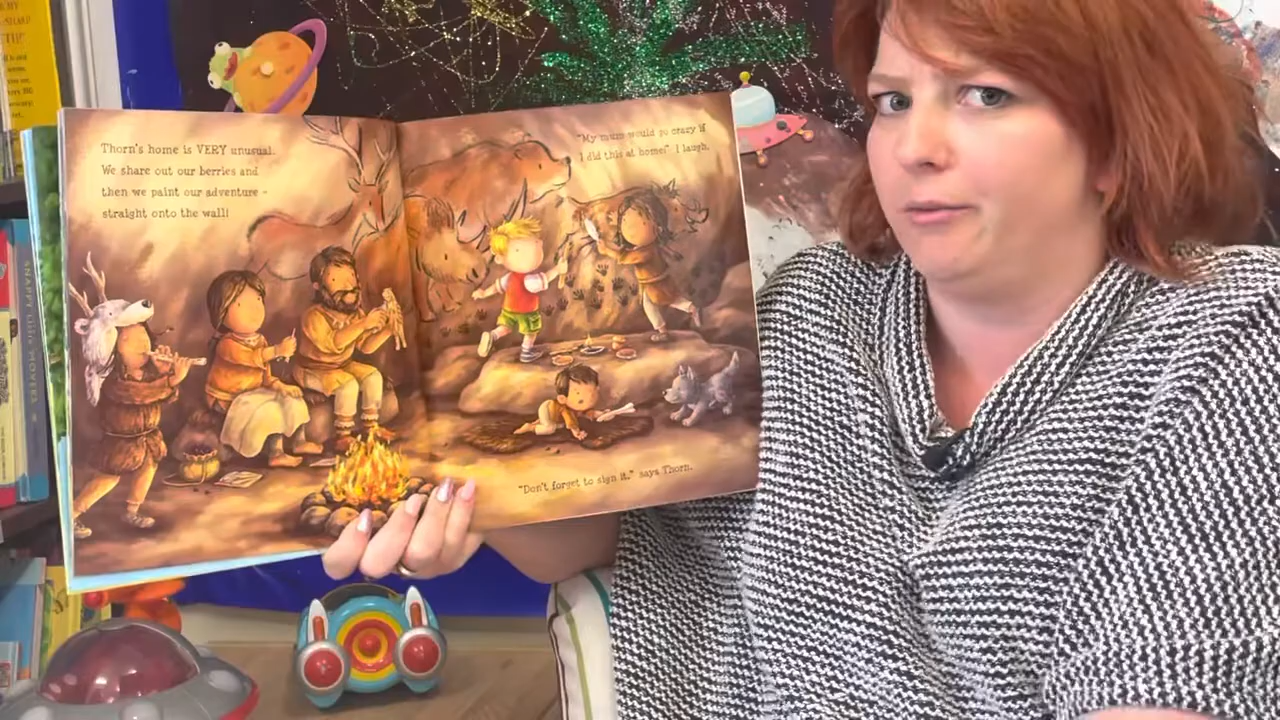 Thorn's home is VERY unusual.
We share out our berries and
then we paint our adventure -
straight onto the wall!
"My mum would go crazy if
I did this at home!" I laugh.
"Don't forget to sign it," says Thorn.